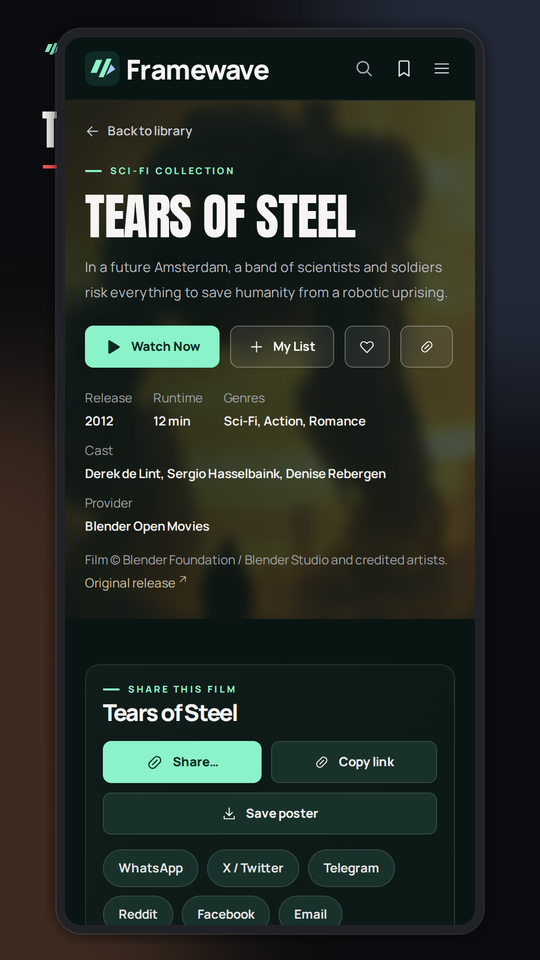 Framewave
Back to library
SCI-FI COLLECTION
TEARS OF STEEL
In a future Amsterdam, a band of scientists and soldiers
risk everything to save humanity from a robotic uprising.
Watch Now
My List
Release Runtime Genres
2012 12 min Sci-Fi, Action, Romance
Cast
Derek de Lint, Sergio Hasselbaink, Denise Rebergen
Provider
Blender Open Movies
Film © Blender Foundation / Blender Studio and credited artists.
Original release ↗
SHARE THIS FILM
Tears of Steel
Share...
Copy link
Save poster
WhatsApp X / Twitter Telegram
Reddit Facebook Email